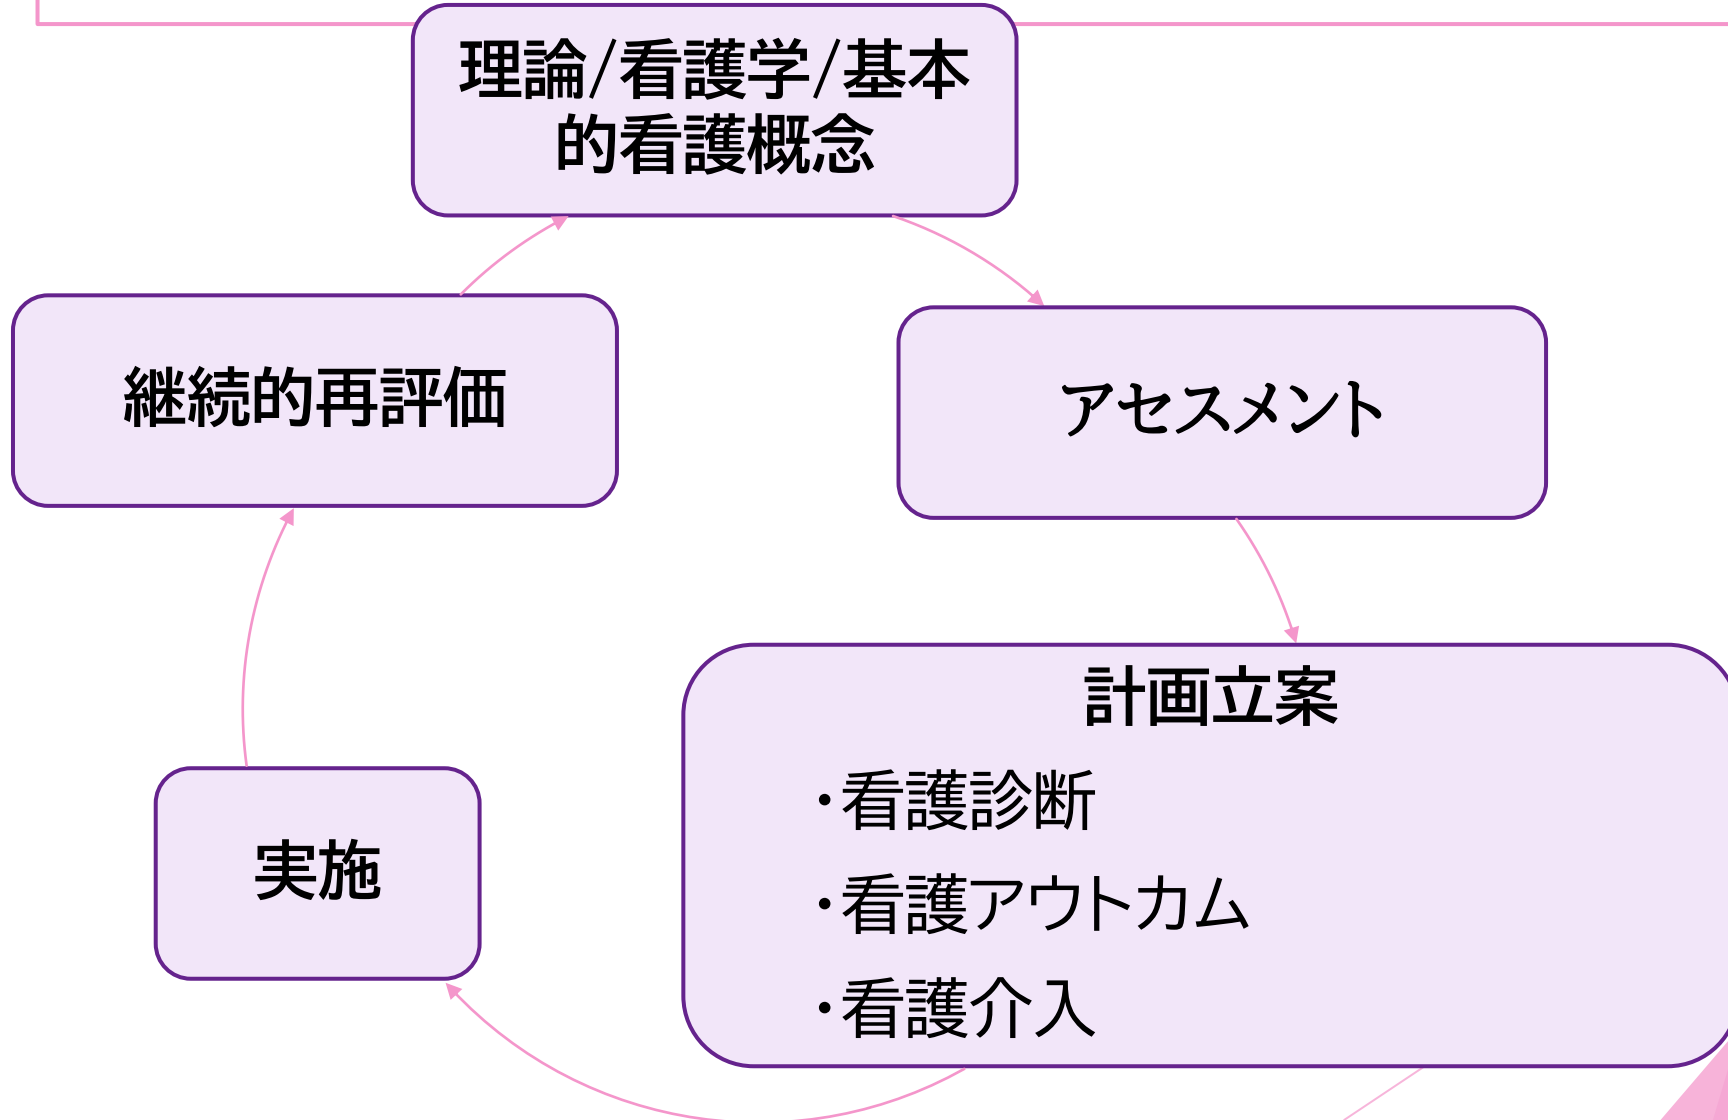 理論/看護学/基本
的看護概念
継続的再評価
アセスメント
計画立案
・看護診断
・看護アウトカム
・看護介入
実施